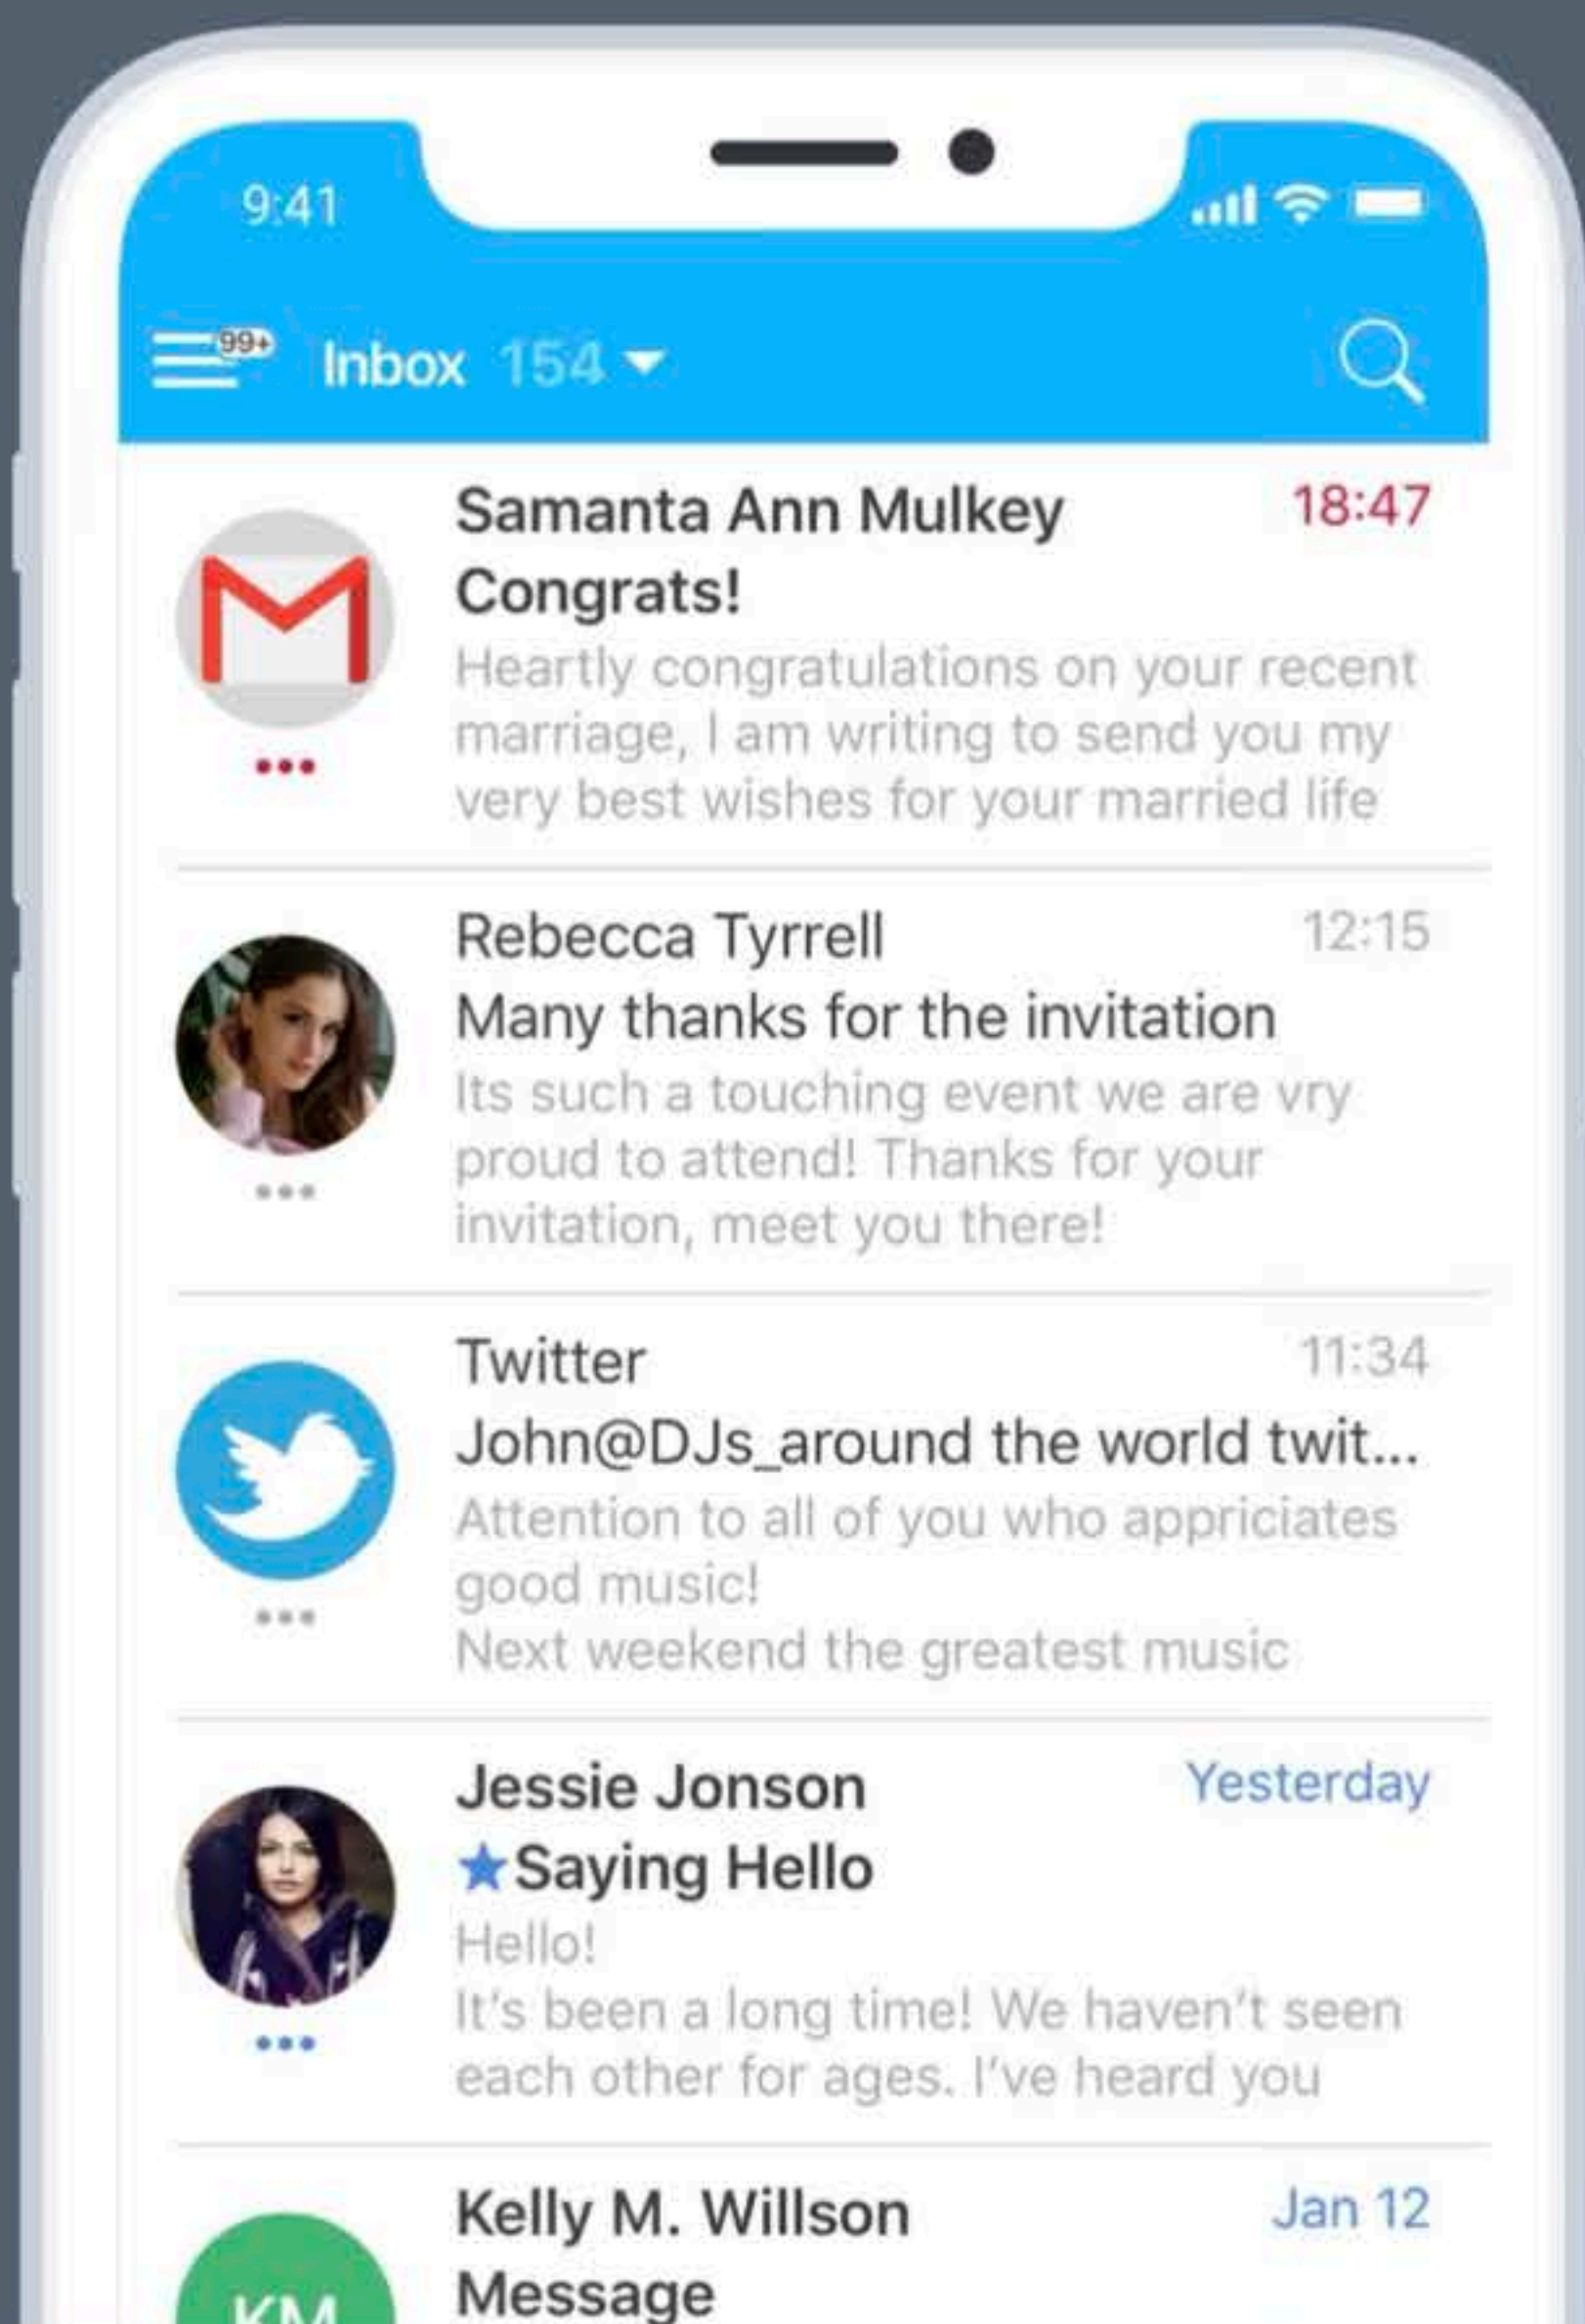 9:41
99+
Inbox 154
Samanta Ann Mulkey 18:47
Congrats!
Heartly congratulations on your recent
marriage, I am writing to send you my
very best wishes for your married life
Rebecca Tyrrell 12:15
Many thanks for the invitation
Its such a touching event we are vry
proud to attend! Thanks for your
invitation, meet you there!
Twitter 11:34
John@DJs_around the world twit...
Attention to all of you who appriciates
good music!
Next weekend the greatest music
Jessie Jonson Yesterday
Saying Hello
Hello!
It's been a long time! We haven't seen
each other for ages. I've heard you
Kelly M. Willson Jan 12
KM
Message